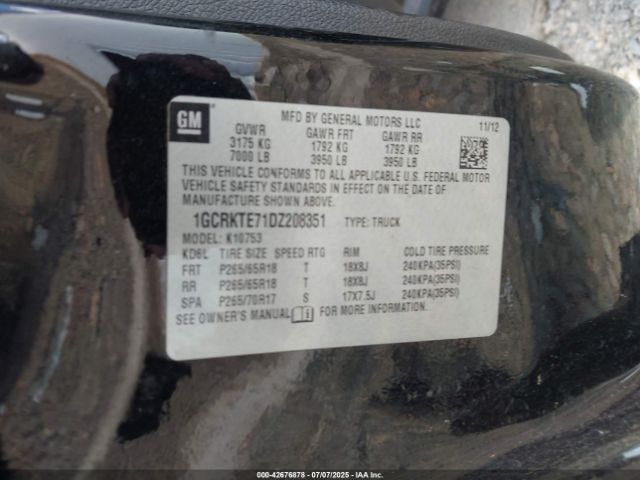 GM
MFD BY GENERAL MOTORS LLC 11/12
GVWR GAWR FRT GAWR RR
3175 KG 1792 KG 1792 KG
7000 LB 3950 LB 3950 LB
THIS VEHICLE CONFORMS TO ALL APPLICABLE U.S. FEDERAL MOTOR
VEHICLE SAFETY STANDARDS IN EFFECT ON THE DATE OF
MANUFACTURE SHOWN ABOVE.
1GCRKTE71DZ208351 TYPE: TRUCK
MODEL: K10753
KD6L TIRE SIZE SPEED RTG RIM COLD TIRE PRESSURE
FRT P265/65R18 T 18X8J 240KPA(35PSI)
RR P265/65R18 T 18X8J 240KPA(35PSI)
SPA P265/70R17 S 17X7.5J 240KPA(35PSI)
SEE OWNER'S MANUAL FOR MORE INFORMATION.
000-42676878 - 07/07/2025 - IAAI.COM